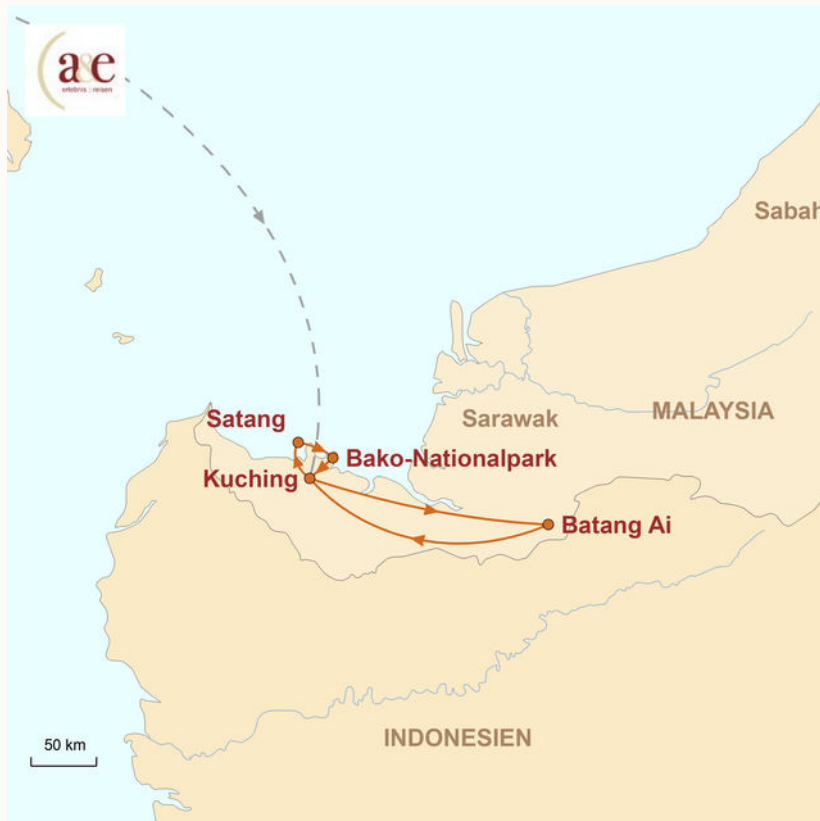 a&e
erlebnis : reisen
Sabah
Satang
Sarawak
MALAYSIA
Bako-Nationalpark
Kuching
Batang Ai
INDONESIEN
50 km